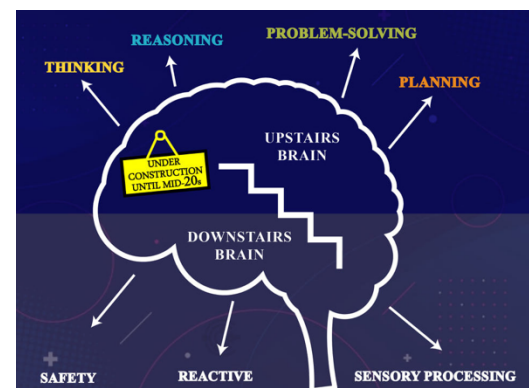 REASONING
PROBLEM-SOLVING
THINKING
PLANNING
UPSTAIRS
BRAIN
UNDER
CONSTRUCTION
UNTIL MID-20s
DOWNSTAIRS
BRAIN
SAFETY
REACTIVE
SENSORY PROCESSING